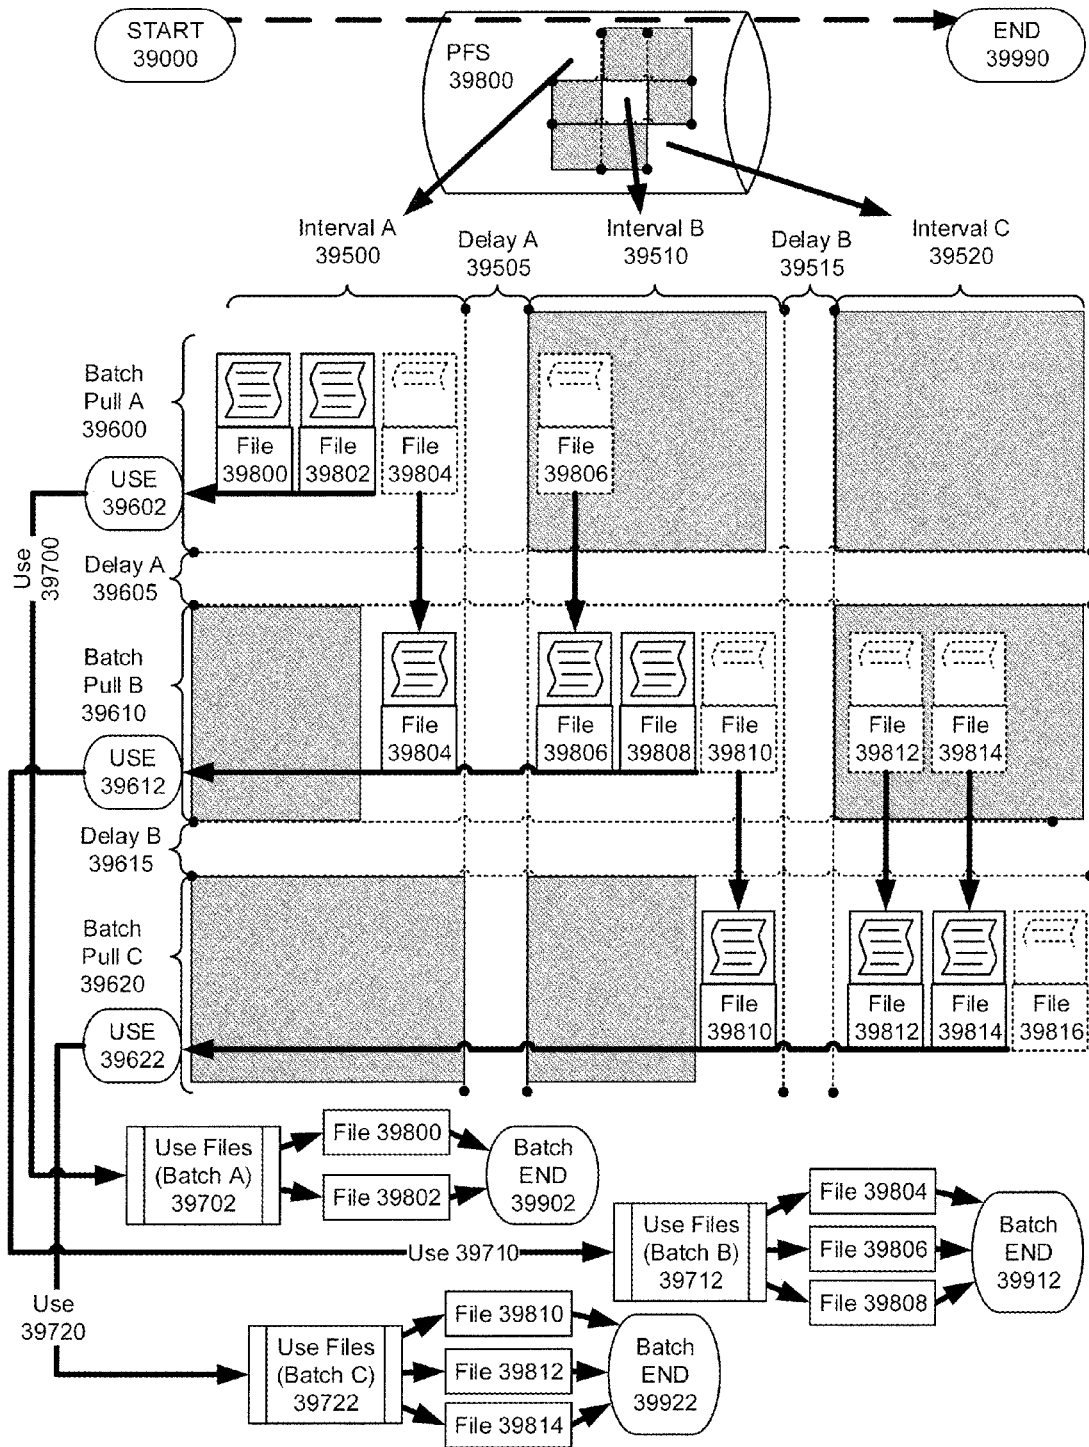 START
39000
PFS
39800
END
39990
Interval A
39500
Delay A
39505
Interval B
39510
Delay B
39515
Interval C
39520
Batch
Pull A
39600
File
39800
File
39802
File
39804
File
39806
USE
39602
Use
39700
Delay A
39605
Batch
Pull B
39610
File
39804
File
39806
File
39808
File
39810
File
39812
File
39814
USE
39612
Delay B
39615
Batch
Pull C
39620
File
39810
File
39812
File
39814
File
39816
USE
39622
Use Files
(Batch A)
39702
File 39800
File 39802
Batch
END
39902
Use 39710
Use Files
(Batch B)
39712
File 39804
File 39806
File 39808
Batch
END
39912
Use
39720
Use Files
(Batch C)
39722
File 39810
File 39812
File 39814
Batch
END
39922